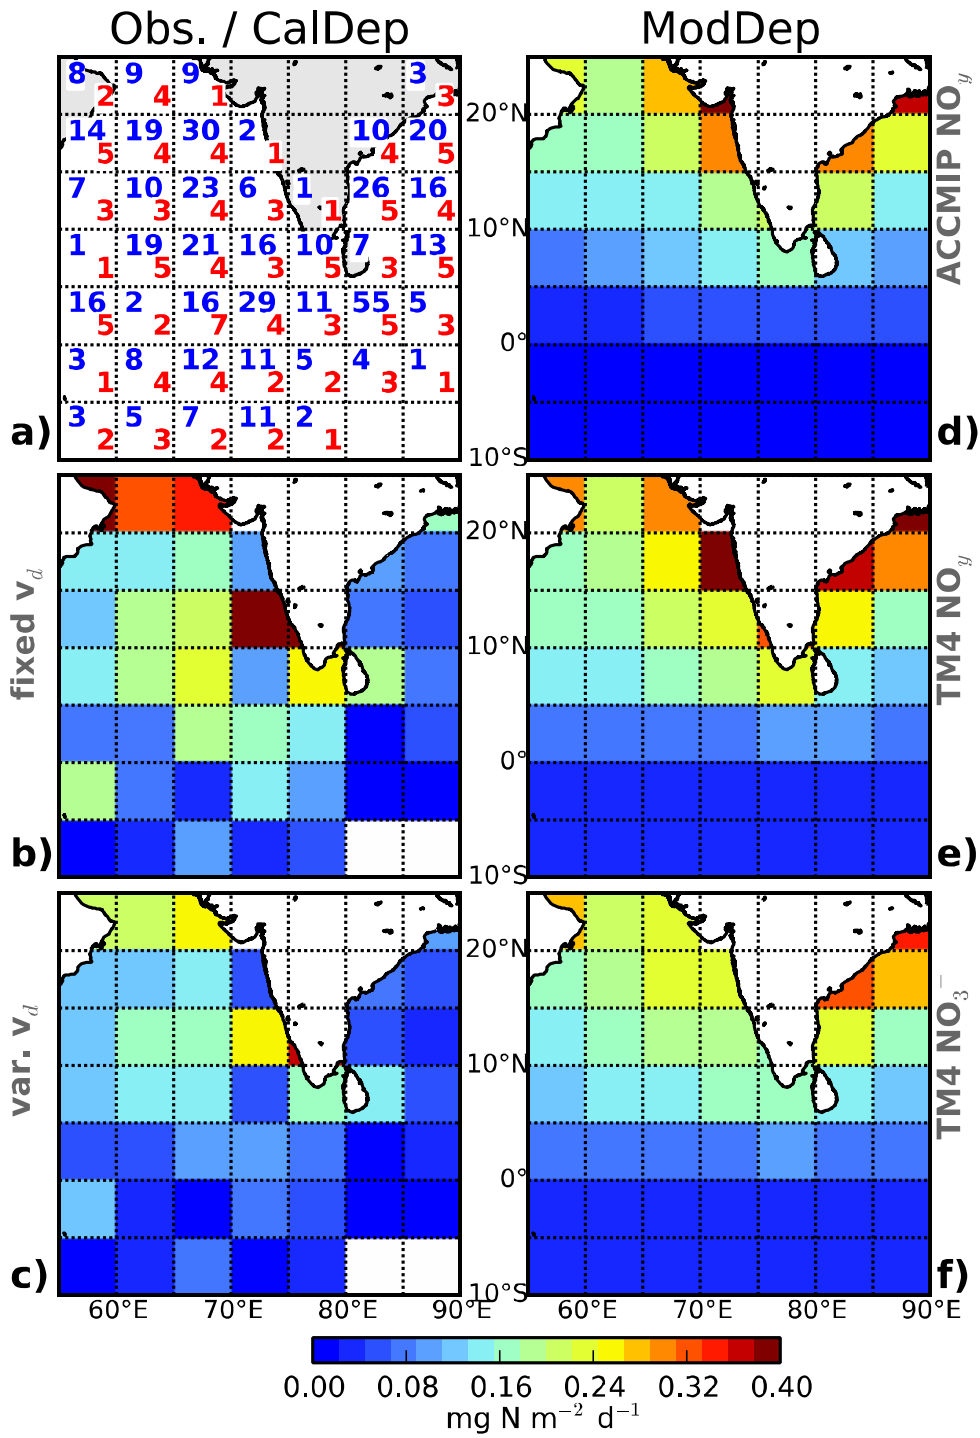 Obs. / CalDep
ModDep
8 9 9 3
2 4 1 3
14 19 30 2 10 20
5 4 4 1 4 5
7 10 23 6 1 26 16
3 3 4 3 1 5 4
1 19 21 16 10 7 13
1 5 4 3 5 3 5
16 2 16 29 11 55 5
5 2 7 4 3 5 3
3 8 12 11 5 4 1
1 4 4 2 2 3 1
3 5 7 11 2
2 3 2 2 1
a)
20°N
10°N
0°
10°S
d)
ACCMIP NOy
fixed vd
b)
20°N
10°N
0°
10°S
e)
TM4 NOy
var. vd
c)
20°N
10°N
0°
10°S
f)
TM4 NO3−
60°E 70°E 80°E 90°E 60°E 70°E 80°E 90°E
0.00 0.08 0.16 0.24 0.32 0.40
mg N m−2 d−1